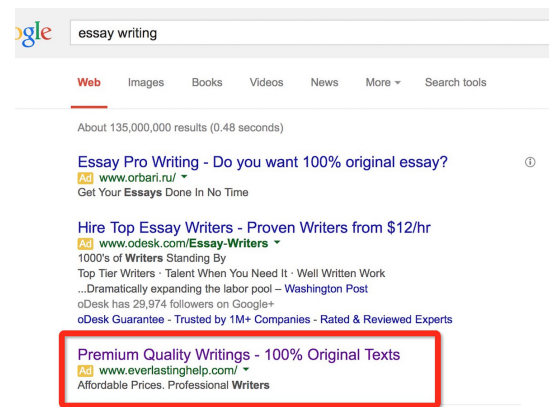 ogle essay writing
Web Images Books Videos News More Search tools
About 135,000,000 results (0.48 seconds)
Essay Pro Writing - Do you want 100% original essay?
Ad www.orbari.ru/
Get Your Essays Done In No Time
Hire Top Essay Writers - Proven Writers from $12/hr
Ad www.odesk.com/Essay-Writers
1000's of Writers Standing By
Top Tier Writers · Talent When You Need It · Well Written Work
...Dramatically expanding the labor pool – Washington Post
oDesk has 29,974 followers on Google+
oDesk Guarantee - Trusted by 1M+ Companies - Rated & Reviewed Experts
Premium Quality Writings - 100% Original Texts
Ad www.everlastinghelp.com/
Affordable Prices. Professional Writers